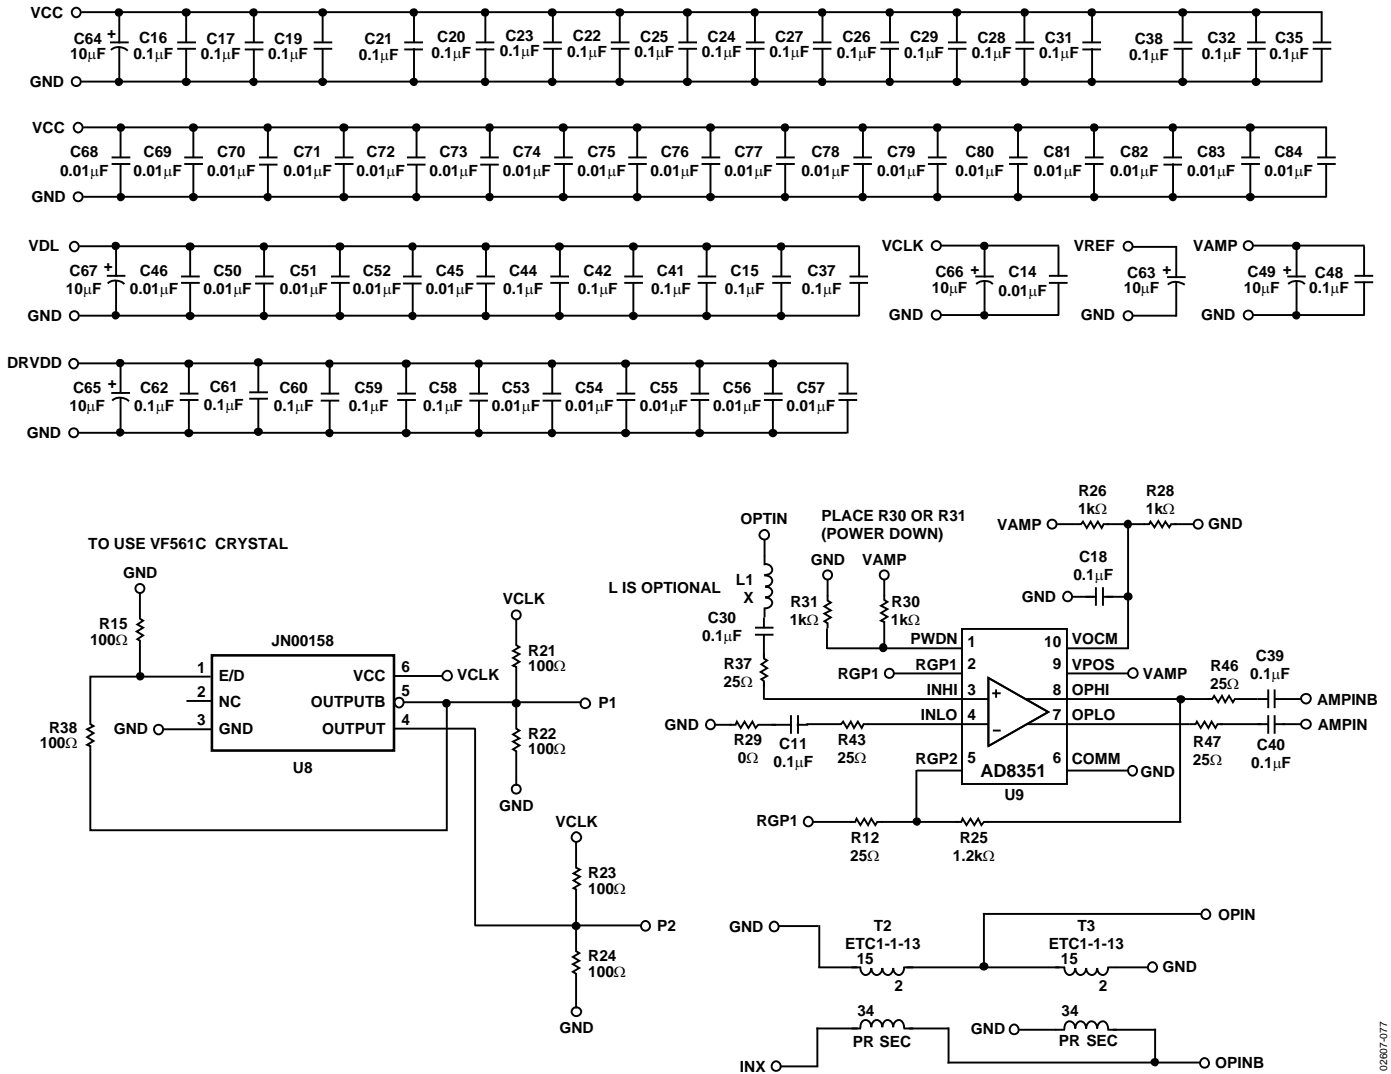 VCC
C64 C16 C17 C19 C21 C20 C23 C22 C25 C24 C27 C26 C29 C28 C31 C38 C32 C35
+
10μF 0.1μF 0.1μF 0.1μF 0.1μF 0.1μF 0.1μF 0.1μF 0.1μF 0.1μF 0.1μF 0.1μF 0.1μF 0.1μF 0.1μF 0.1μF 0.1μF 0.1μF
GND
VCC
C68 C69 C70 C71 C72 C73 C74 C75 C76 C77 C78 C79 C80 C81 C82 C83 C84
0.01μF 0.01μF 0.01μF 0.01μF 0.01μF 0.01μF 0.01μF 0.01μF 0.01μF 0.01μF 0.01μF 0.01μF 0.01μF 0.01μF 0.01μF 0.01μF 0.01μF
GND
VDL
C67 C46 C50 C51 C52 C45 C44 C42 C41 C15 C37
+
10μF 0.01μF 0.01μF 0.01μF 0.01μF 0.01μF 0.1μF 0.1μF 0.1μF 0.1μF 0.1μF
GND
VCLK
C66 + C14
10μF 0.01μF
GND
VREF
C63 +
10μF
GND
VAMP
C49 + C48
10μF 0.1μF
GND
DRVDD
C65 C62 C61 C60 C59 C58 C53 C54 C55 C56 C57
+
10μF 0.1μF 0.1μF 0.1μF 0.1μF 0.1μF 0.01μF 0.01μF 0.01μF 0.01μF 0.01μF
GND
TO USE VF561C CRYSTAL
GND
R15
100Ω
JN00158
1 E/D
2 NC
3 GND
GND
VCC 6
VCLK
OUTPUTB 5
OUTPUT 4
U8
R38
100Ω
VCLK
R21
100Ω
P1
R22
100Ω
GND
VCLK
R23
100Ω
P2
R24
100Ω
GND
OPTIN
L IS OPTIONAL
L1
X
C30
0.1μF
R37
25Ω
PLACE R30 OR R31
(POWER DOWN)
GND
VAMP
R31
1kΩ
R30
1kΩ
R26
1kΩ
R28
1kΩ
VAMP
GND
C18
0.1μF
GND
PWDN 1
10 VOCM
RGP1
RGP1 2
9 VPOS
VAMP
INHI 3
+
8 OPHI
GND
INLO 4
−
7 OPLO
RGP2 5
6 COMM
GND
AD8351
U9
R29
0Ω
C11
0.1μF
R43
25Ω
R46
25Ω
C39
0.1μF
AMPINB
AMPIN
R47
25Ω
C40
0.1μF
RGP1
R12
25Ω
R25
1.2kΩ
OPIN
GND
T2
ETC1-1-13
15
2
T3
ETC1-1-13
15
2
GND
34
PR SEC
GND
34
PR SEC
INX
OPINB
02607-077